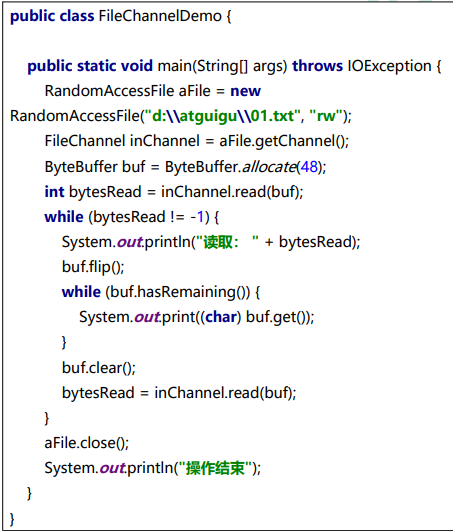 public class FileChannelDemo {
public static void main(String[] args) throws IOException {
RandomAccessFile aFile = new
RandomAccessFile("d:\\atguigu\\01.txt", "rw");
FileChannel inChannel = aFile.getChannel();
ByteBuffer buf = ByteBuffer.allocate(48);
int bytesRead = inChannel.read(buf);
while (bytesRead != -1) {
System.out.println("读取： " + bytesRead);
buf.flip();
while (buf.hasRemaining()) {
System.out.print((char) buf.get());
}
buf.clear();
bytesRead = inChannel.read(buf);
}
aFile.close();
System.out.println("操作结束");
}
}